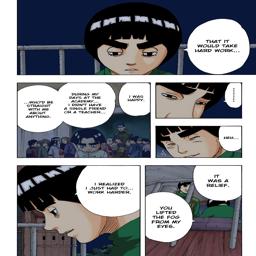 THAT
IT
WOULD TAKE
HARD WORK...
.........
I WAS
HAPPY.
DURING MY
DAYS AT THE
ACADEMY...
I DIDN'T HAVE
A SINGLE FRIEND
OR A TEACHER...
...WHO'D BE
STRAIGHT
WITH ME
ABOUT
ANYTHING.
HEH...
IT WAS
A RELIEF.
YOU
LIFTED
THE FOG
FROM MY
EYES.
I REALIZED
I JUST HAD TO...
WORK HARDER.